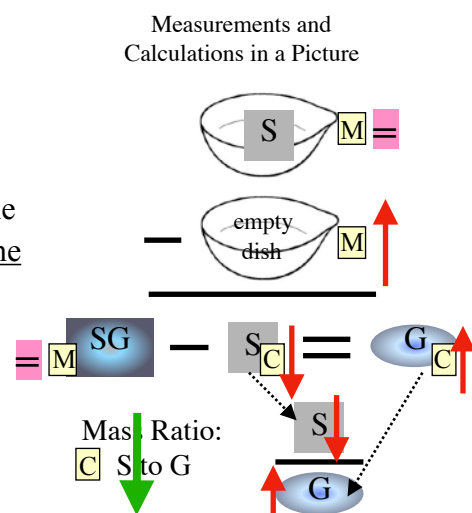 Measurements and
Calculations in a Picture
S M =
e
ne
— empty
dish M
= M SG — S C = G C
S
Mass Ratio:
C S to G
G